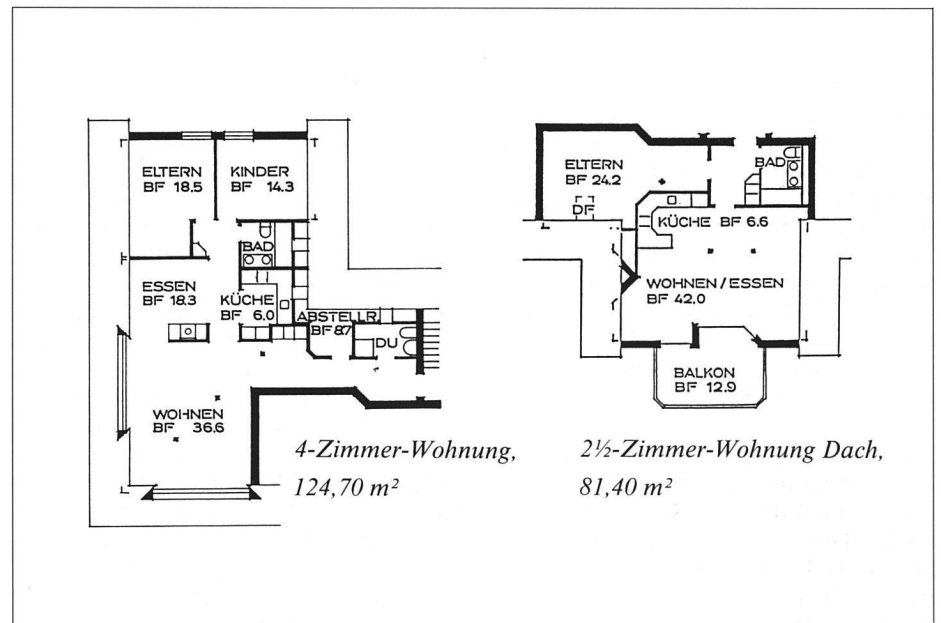 ELTERN
BF 18.5
KINDER
BF 14.3
BAD
ESSEN
BF 18.3
KÜCHE
BF 6.0
ABSTELLR.
BF 8.7
DU
WOHNEN
BF 36.6
4-Zimmer-Wohnung,
124,70 m²
ELTERN
BF 24.2
DF
BAD
KÜCHE BF 6.6
WOHNEN / ESSEN
BF 42.0
BALKON
BF 12.9
2½-Zimmer-Wohnung Dach,
81,40 m²